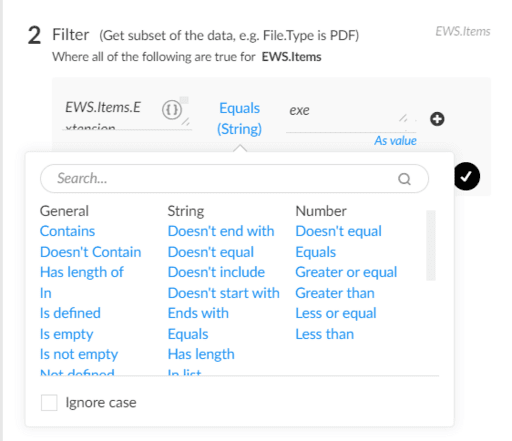 2 Filter (Get subset of the data, e.g. File.Type is PDF) EWS.Items
Where all of the following are true for EWS.Items
EWS.Items.E {} Equals exe
xtension (String)
As value
Search...
General String Number
Contains Doesn't end with Doesn't equal
Doesn't Contain Doesn't equal Equals
Has length of Doesn't include Greater or equal
In Doesn't start with Greater than
Is defined Ends with Less or equal
Is empty Equals Less than
Is not empty Has length
Not defined In list
Ignore case